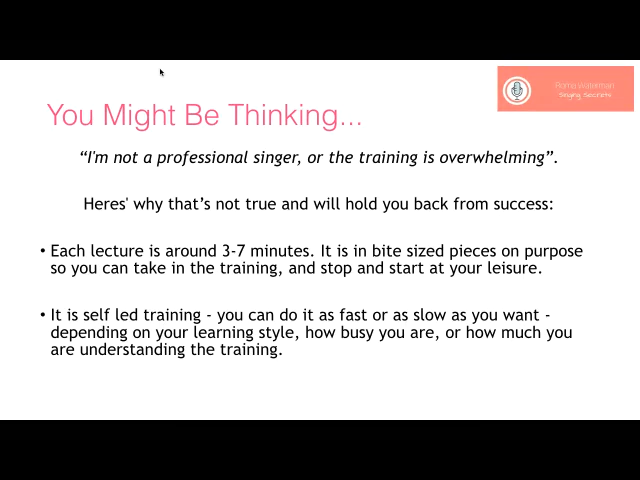 Roma Waterman
Singing Secrets
You Might Be Thinking...
“I'm not a professional singer, or the training is overwhelming”.
Heres' why that’s not true and will hold you back from success:
• Each lecture is around 3-7 minutes. It is in bite sized pieces on purpose
so you can take in the training, and stop and start at your leisure.
• It is self led training - you can do it as fast or as slow as you want -
depending on your learning style, how busy you are, or how much you
are understanding the training.